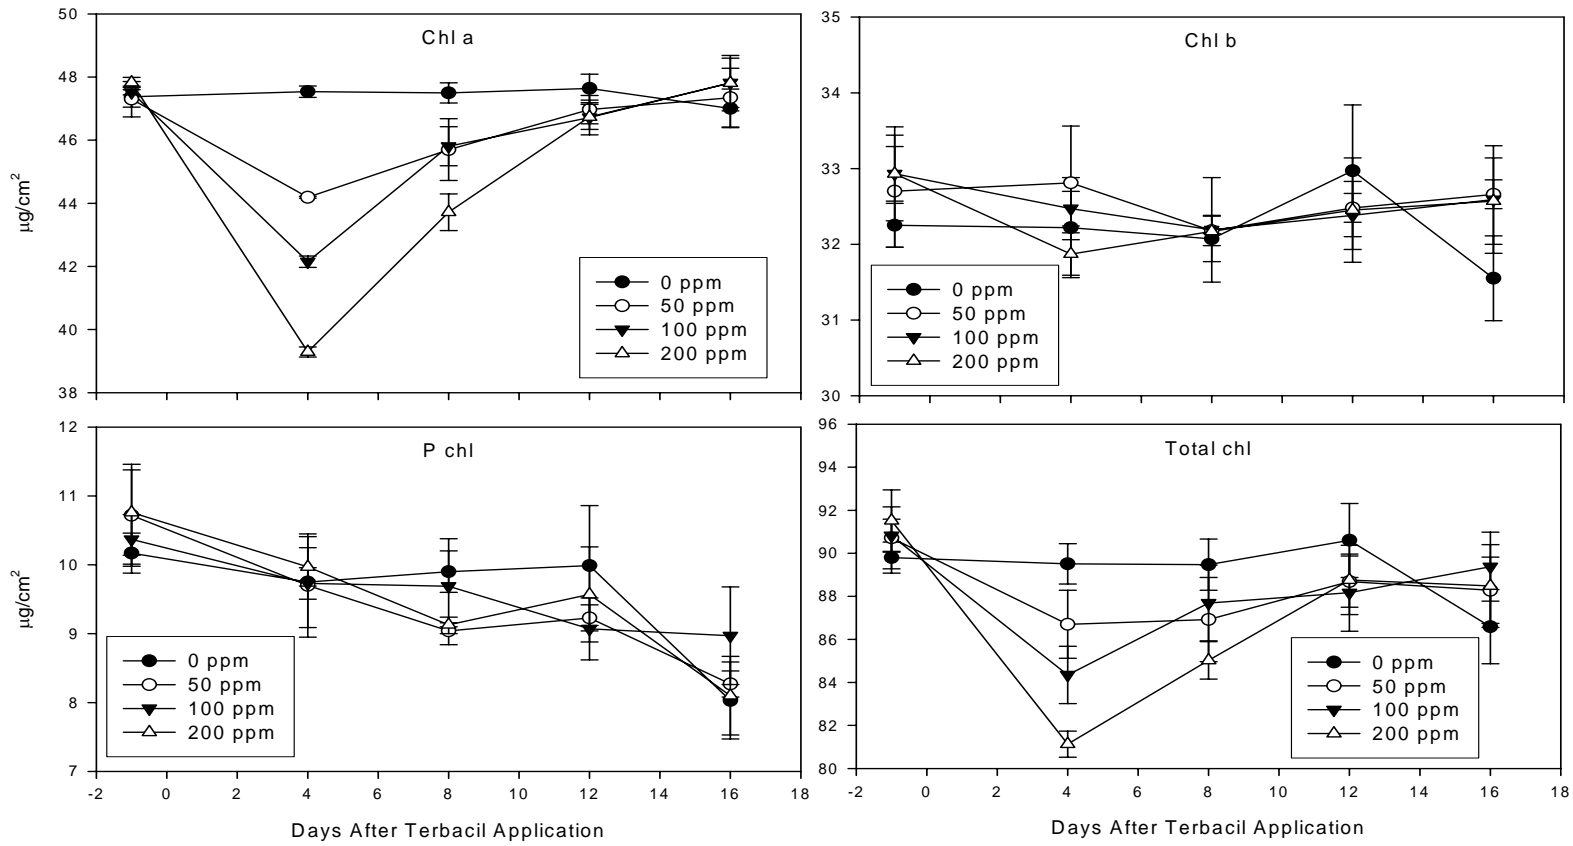 Chl a
50
48
46
44
42
40
38
µg/cm2
0 ppm
50 ppm
100 ppm
200 ppm
Chl b
35
34
33
32
31
30
0 ppm
50 ppm
100 ppm
200 ppm
P chl
12
11
10
9
8
7
µg/cm2
0 ppm
50 ppm
100 ppm
200 ppm
-2 0 2 4 6 8 10 12 14 16 18
Days After Terbacil Application
Total chl
96
94
92
90
88
86
84
82
80
0 ppm
50 ppm
100 ppm
200 ppm
-2 0 2 4 6 8 10 12 14 16 18
Days After Terbacil Application